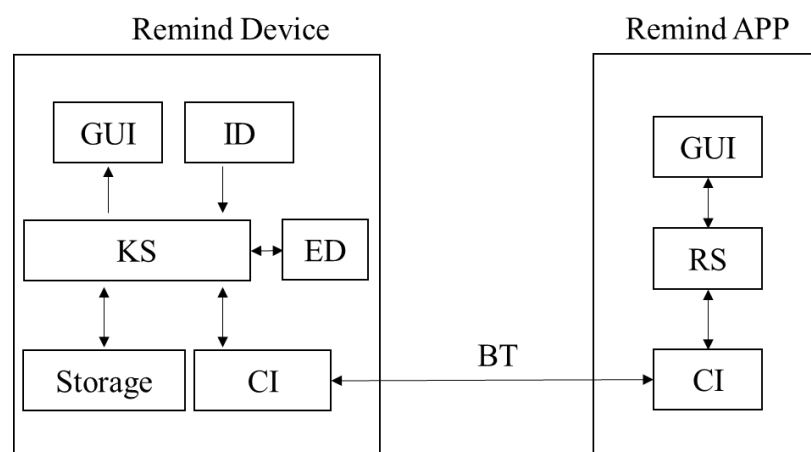 Remind Device
Remind APP
GUI
ID
GUI
KS
ED
RS
BT
Storage
CI
CI